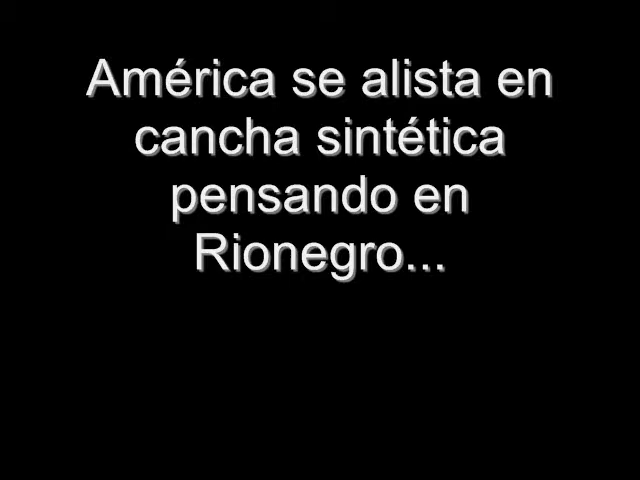 América se alista en
cancha sintética
pensando en
Rionegro...